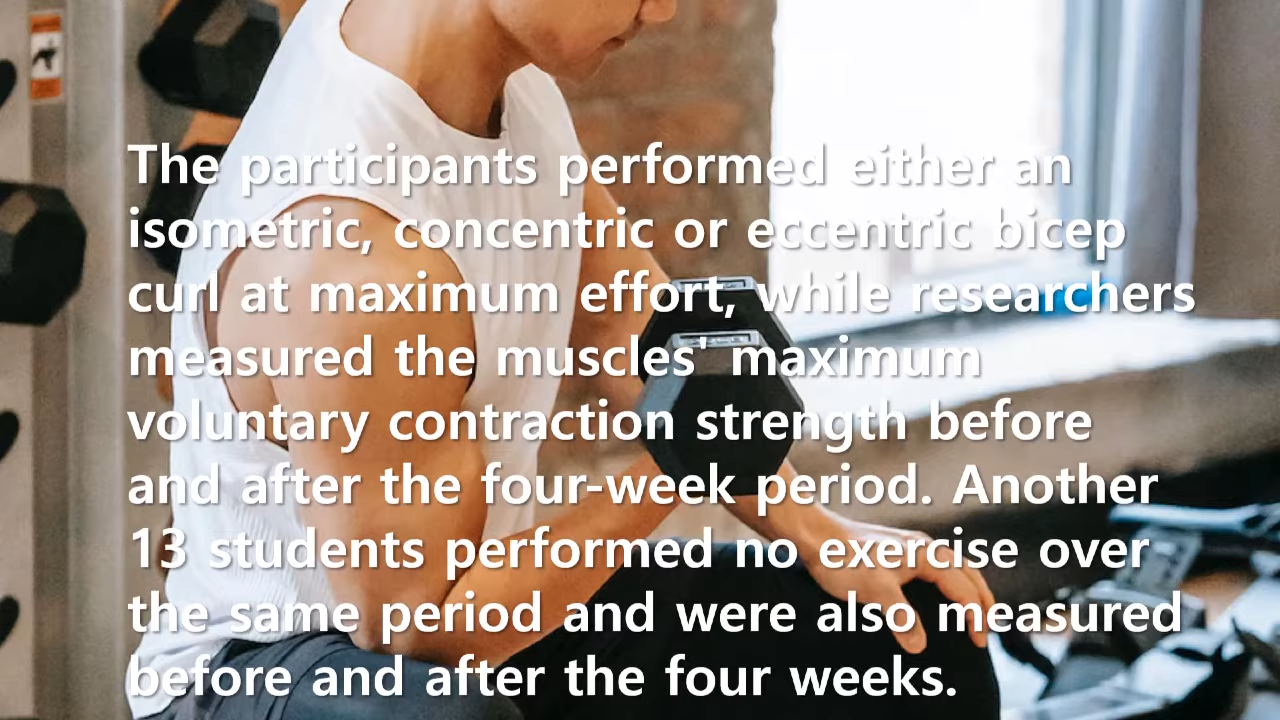 The participants performed either an
isometric, concentric or eccentric bicep
curl at maximum effort, while researchers
measured the muscles' maximum
voluntary contraction strength before
and after the four-week period. Another
13 students performed no exercise over
the same period and were also measured
before and after the four weeks.